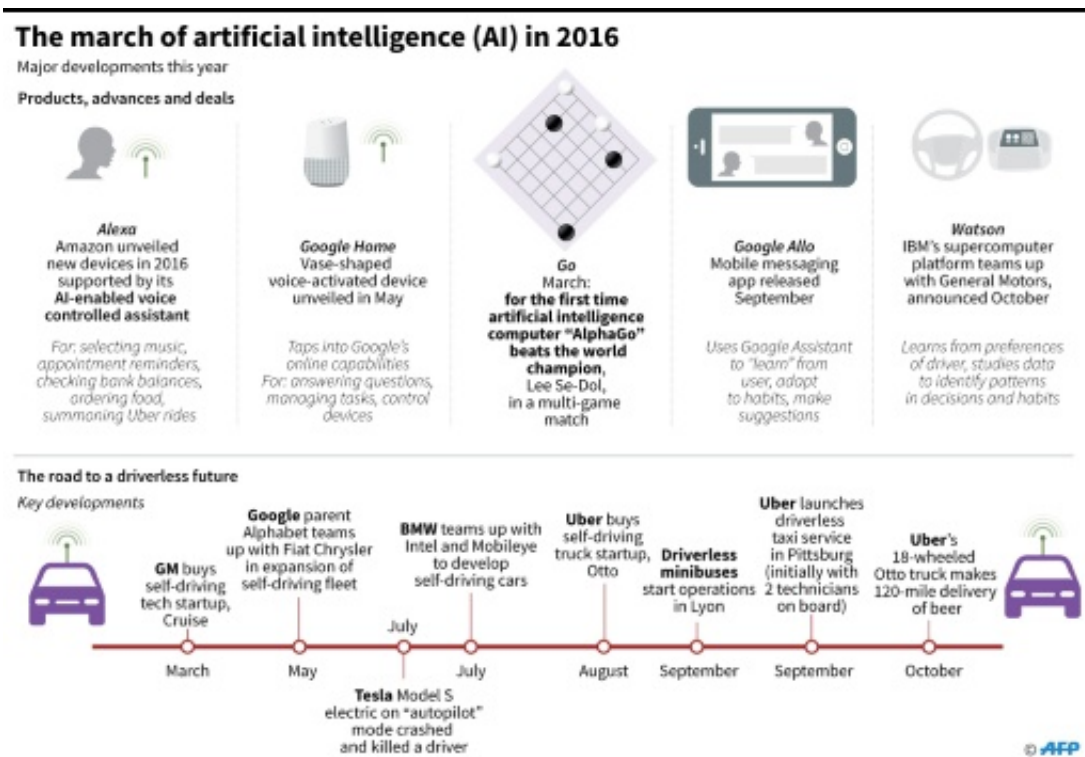 The march of artificial intelligence (AI) in 2016
Major developments this year
Products, advances and deals
Alexa
Amazon unveiled
new devices in 2016
supported by its
AI-enabled voice
controlled assistant
For: selecting music,
appointment reminders,
checking bank balances,
ordering food,
summoning Uber rides
Google Home
Vase-shaped
voice-activated device
unveiled in May
Taps into Google's
online capabilities
For: answering questions,
managing tasks, control
devices
Go
March:
for the first time
artificial intelligence
computer “AlphaGo”
beats the world
champion,
Lee Se-Dol,
in a multi-game
match
Google Allo
Mobile messaging
app released
September
Uses Google Assistant
to “learn” from
user, adapt
to habits, make
suggestions
Watson
IBM's supercomputer
platform teams up
with General Motors,
announced October
Learns from preferences
of driver, studies data
to identify patterns
in decisions and habits
The road to a driverless future
Key developments
GM buys
self-driving
tech startup,
Cruise
March
Google parent
Alphabet teams
up with Fiat Chrysler
in expansion of
self-driving fleet
May
July
Tesla Model S
electric on “autopilot”
mode crashed
and killed a driver
BMW teams up with
Intel and Mobileye
to develop
self-driving cars
July
Uber buys
self-driving
truck startup,
Otto
August
Driverless
minibuses
start operations
in Lyon
September
Uber launches
driverless
taxi service
in Pittsburg
(initially with
2 technicians
on board)
September
Uber's
18-wheeled
Otto truck makes
120-mile delivery
of beer
October
© AFP